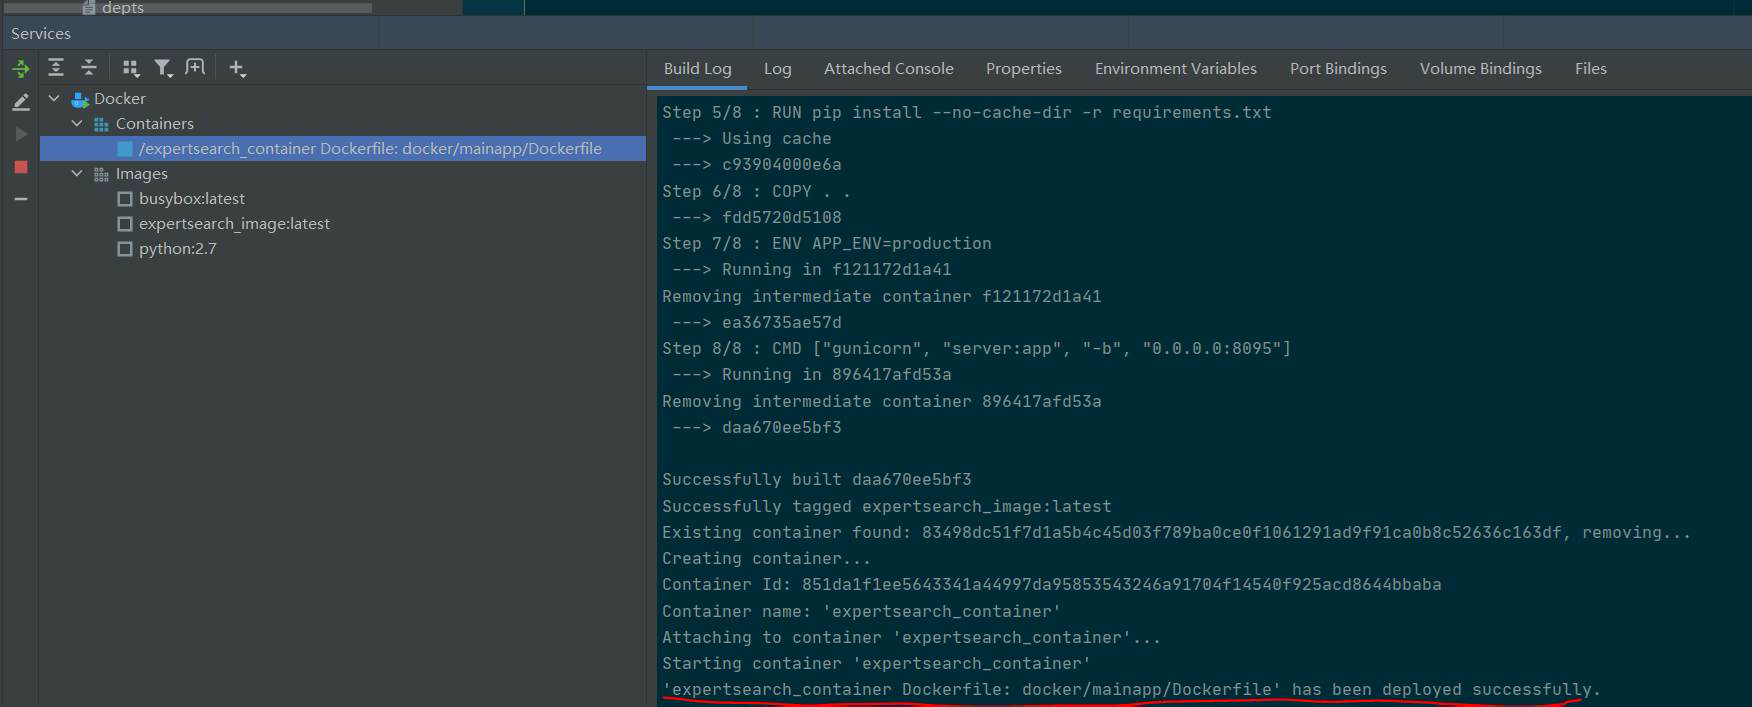 depts
Services
Build Log Log Attached Console Properties Environment Variables Port Bindings Volume Bindings Files
Docker
Containers
/expertsearch_container Dockerfile: docker/mainapp/Dockerfile
Images
busybox:latest
expertsearch_image:latest
python:2.7
Step 5/8 : RUN pip install --no-cache-dir -r requirements.txt
---> Using cache
---> c93904000e6a
Step 6/8 : COPY . .
---> fdd5720d5108
Step 7/8 : ENV APP_ENV=production
---> Running in f121172d1a41
Removing intermediate container f121172d1a41
---> ea36735ae57d
Step 8/8 : CMD ["gunicorn", "server:app", "-b", "0.0.0.0:8095"]
---> Running in 896417afd53a
Removing intermediate container 896417afd53a
---> daa670ee5bf3
Successfully built daa670ee5bf3
Successfully tagged expertsearch_image:latest
Existing container found: 83498dc51f7d1a5b4c45d03f789ba0ce0f1061291ad9f91ca0b8c52636c163df, removing...
Creating container...
Container Id: 851da1f1ee5643341a44997da95853543246a91704f14540f925acd8644bbaba
Container name: 'expertsearch_container'
Attaching to container 'expertsearch_container'...
Starting container 'expertsearch_container'
'expertsearch_container Dockerfile: docker/mainapp/Dockerfile' has been deployed successfully.